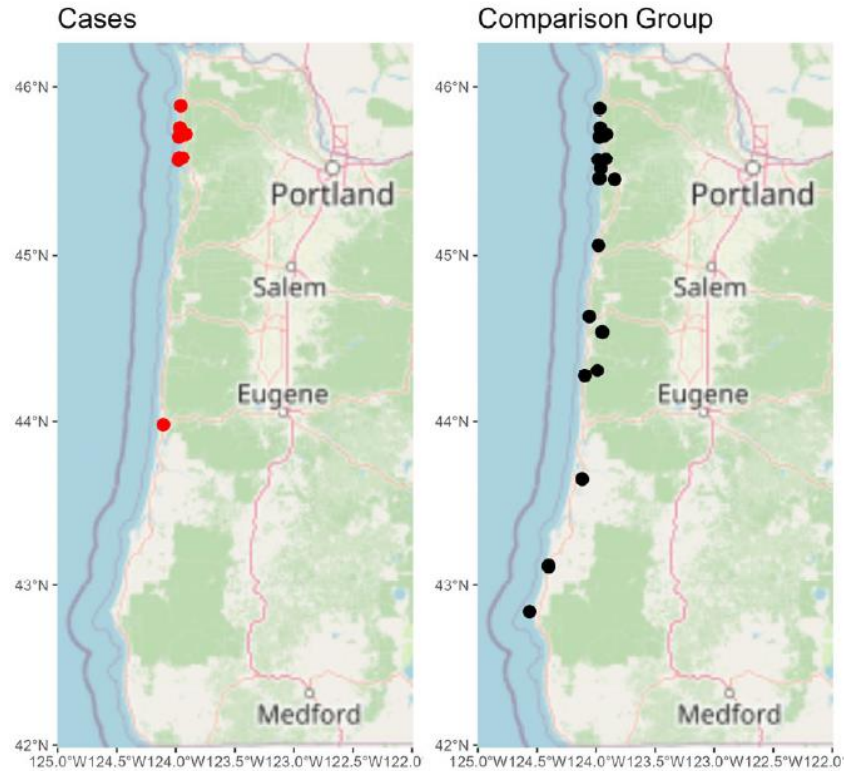 Cases
Comparison Group
46°N
45°N
44°N
43°N
42°N
Portland
Salem
Eugene
Medford
125.0°W124.5°W124.0°W123.5°W123.0°W122.5°W122.0
46°N
45°N
44°N
43°N
42°N
Portland
Salem
Eugene
Medford
125.0°W124.5°W124.0°W123.5°W123.0°W122.5°W122.0